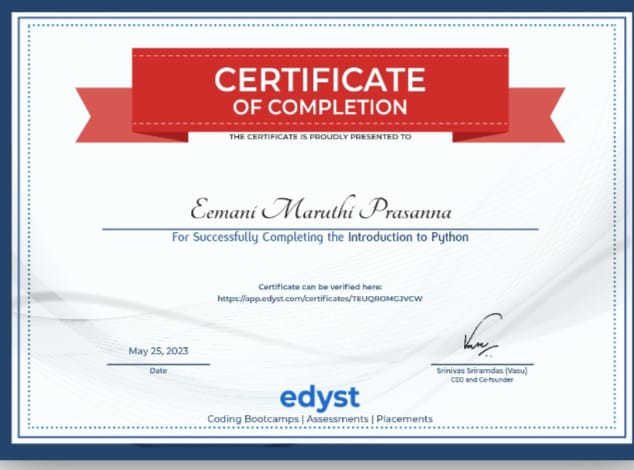 CERTIFICATE
OF COMPLETION
THE CERTIFICATE IS PROUDLY PRESENTED TO
Eemani Maruthi Prasanna
For Successfully Completing the Introduction to Python
Certificate can be verified here:
https://app.edyst.com/certificates/TEUQROMGJVCW
May 25, 2023
Date
Srinivas Sriramdas (Vasu)
CEO and Co-founder
edyst
Coding Bootcamps | Assessments | Placements